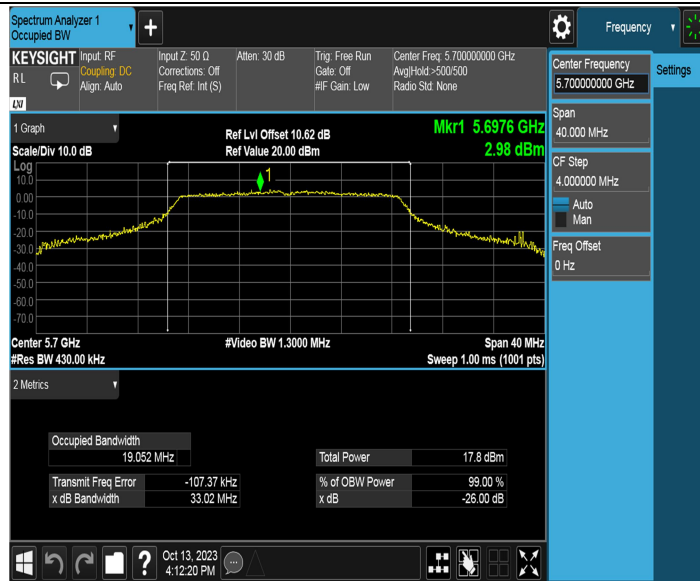 Spectrum Analyzer 1
Occupied BW
+
Frequency
KEYSIGHT
RL
LXI
Input: RF
Coupling: DC
Align: Auto
Input Z: 50 Ω
Corrections: Off
Freq Ref: Int (S)
Atten: 30 dB
Trig: Free Run
Gate: Off
#IF Gain: Low
Center Freq: 5.700000000 GHz
Avg|Hold:>500/500
Radio Std: None
Center Frequency
5.700000000 GHz
Settings
Span
40.000 MHz
CF Step
4.000000 MHz
Auto
Man
Freq Offset
0 Hz
1 Graph
Scale/Div 10.0 dB
Ref Lvl Offset 10.62 dB
Ref Value 20.00 dBm
Mkr1 5.6976 GHz
2.98 dBm
Log
10.0
0.00
-10.0
-20.0
-30.0
-40.0
-50.0
-60.0
-70.0
1
Center 5.7 GHz
#Res BW 430.00 kHz
#Video BW 1.3000 MHz
Span 40 MHz
Sweep 1.00 ms (1001 pts)
2 Metrics
Occupied Bandwidth
19.052 MHz
Total Power 17.8 dBm
Transmit Freq Error -107.37 kHz
% of OBW Power 99.00 %
x dB Bandwidth 33.02 MHz
x dB -26.00 dB
?
Oct 13, 2023
4:12:20 PM